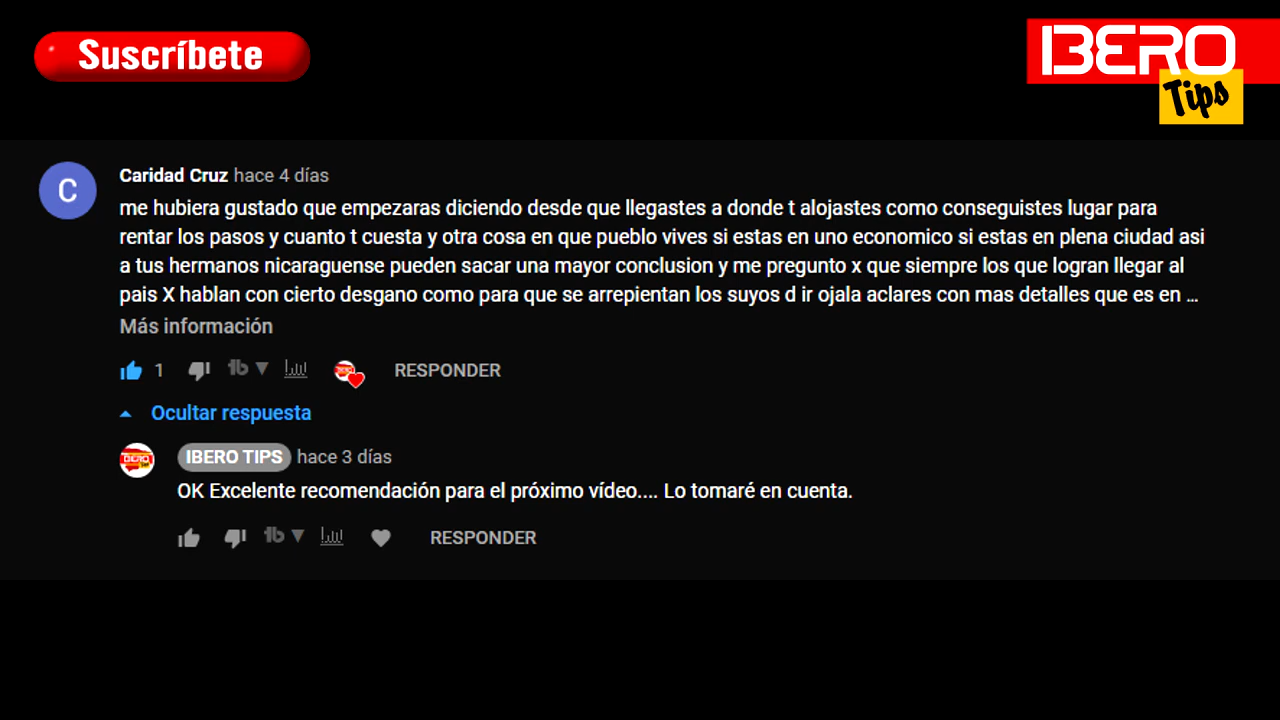 Suscríbete
IBERO
Tips
C
Caridad Cruz hace 4 días
me hubiera gustado que empezaras diciendo desde que llegastes a donde t alojastes como conseguistes lugar para
rentar los pasos y cuanto t cuesta y otra cosa en que pueblo vives si estas en uno economico si estas en plena ciudad asi
a tus hermanos nicaraguense pueden sacar una mayor conclusion y me pregunto x que siempre los que logran llegar al
pais X hablan con cierto desgano como para que se arrepientan los suyos d ir ojala aclares con mas detalles que es en ...
Más información
1 RESPONDER
Ocultar respuesta
IBERO TIPS hace 3 días
OK Excelente recomendación para el próximo vídeo.... Lo tomaré en cuenta.
RESPONDER